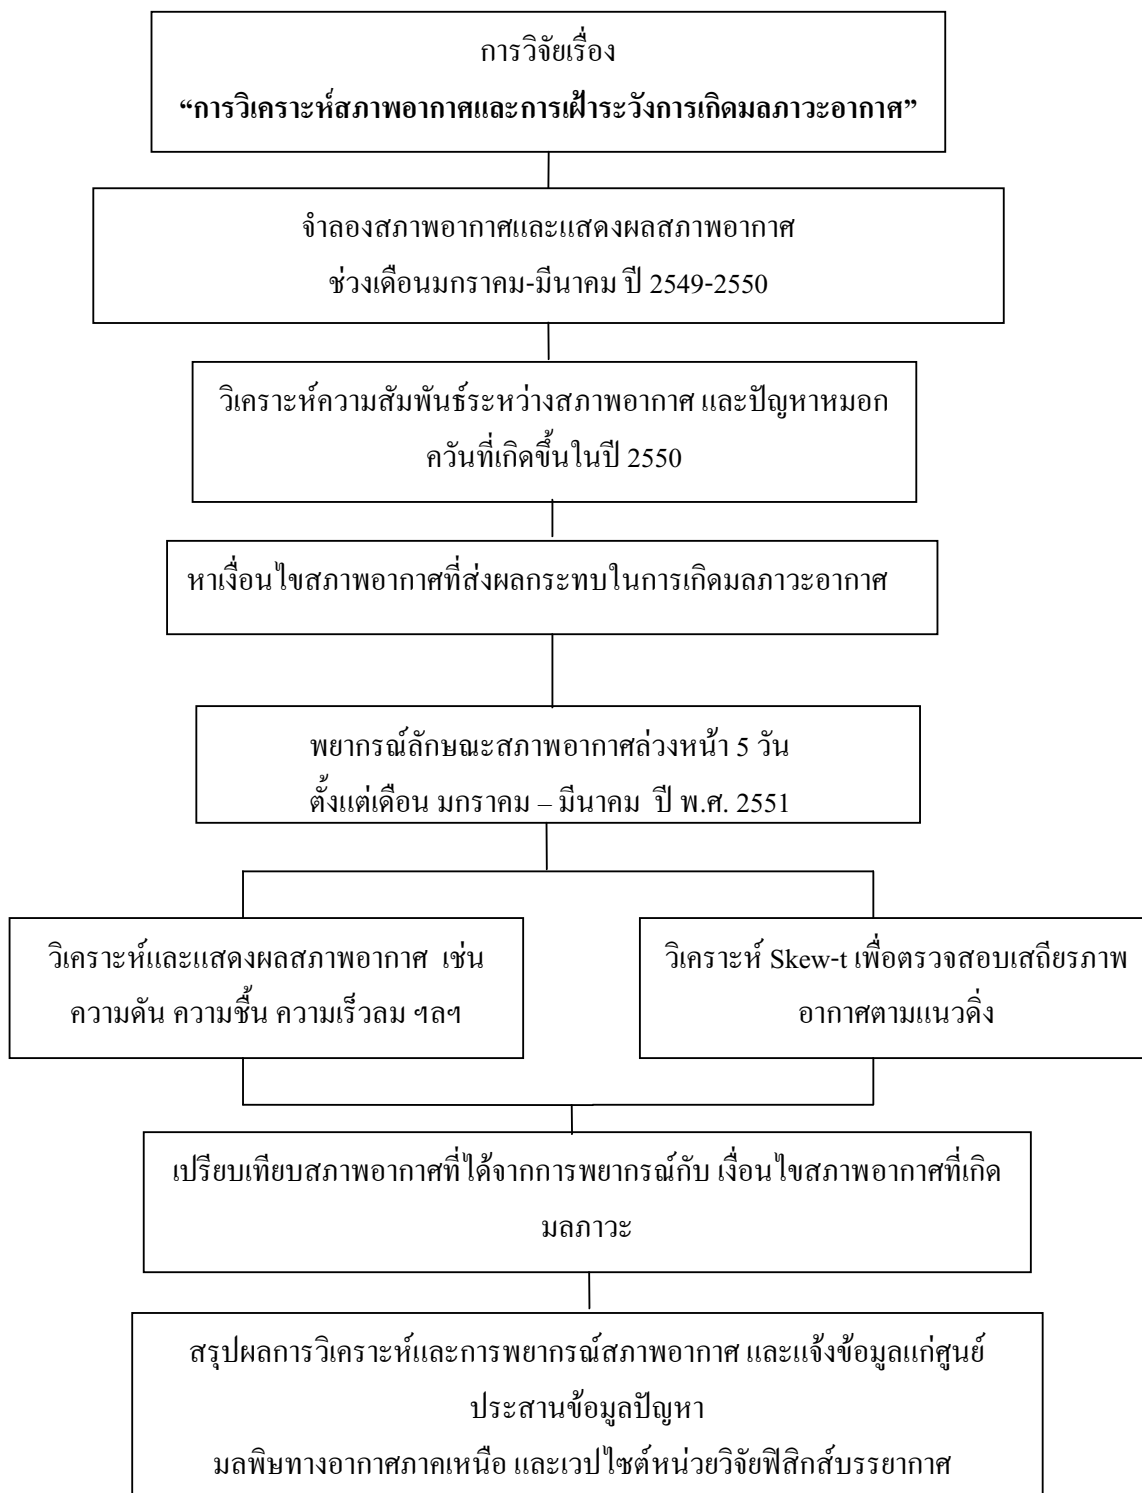 การวิจัยเรื่อง
“การวิเคราะห์สภาพอากาศและการเฝ้าระวังการเกิดมลภาวะอากาศ”
จำลองสภาพอากาศและแสดงผลสภาพอากาศ
ช่วงเดือนมกราคม-มีนาคม ปี 2549-2550
วิเคราะห์ความสัมพันธ์ระหว่างสภาพอากาศ และปัญหาหมอก
ควันที่เกิดขึ้นในปี 2550
หาเงื่อนไขสภาพอากาศที่ส่งผลกระทบในการเกิดมลภาวะอากาศ
พยากรณ์ลักษณะสภาพอากาศล่วงหน้า 5 วัน
ตั้งแต่เดือน มกราคม – มีนาคม ปี พ.ศ. 2551
วิเคราะห์และแสดงผลสภาพอากาศ เช่น
ความดัน ความชื้น ความเร็วลม ฯลฯ
วิเคราะห์ Skew-t เพื่อตรวจสอบเสถียรภาพ
อากาศตามแนวดิ่ง
เปรียบเทียบสภาพอากาศที่ได้จากการพยากรณ์กับ เงื่อนไขสภาพอากาศที่เกิด
มลภาวะ
สรุปผลการวิเคราะห์และการพยากรณ์สภาพอากาศ และแจ้งข้อมูลแก่ศูนย์
ประสานข้อมูลปัญหา
มลพิษทางอากาศภาคเหนือ และเวปไซต์หน่วยวิจัยฟิสิกส์บรรยากาศ